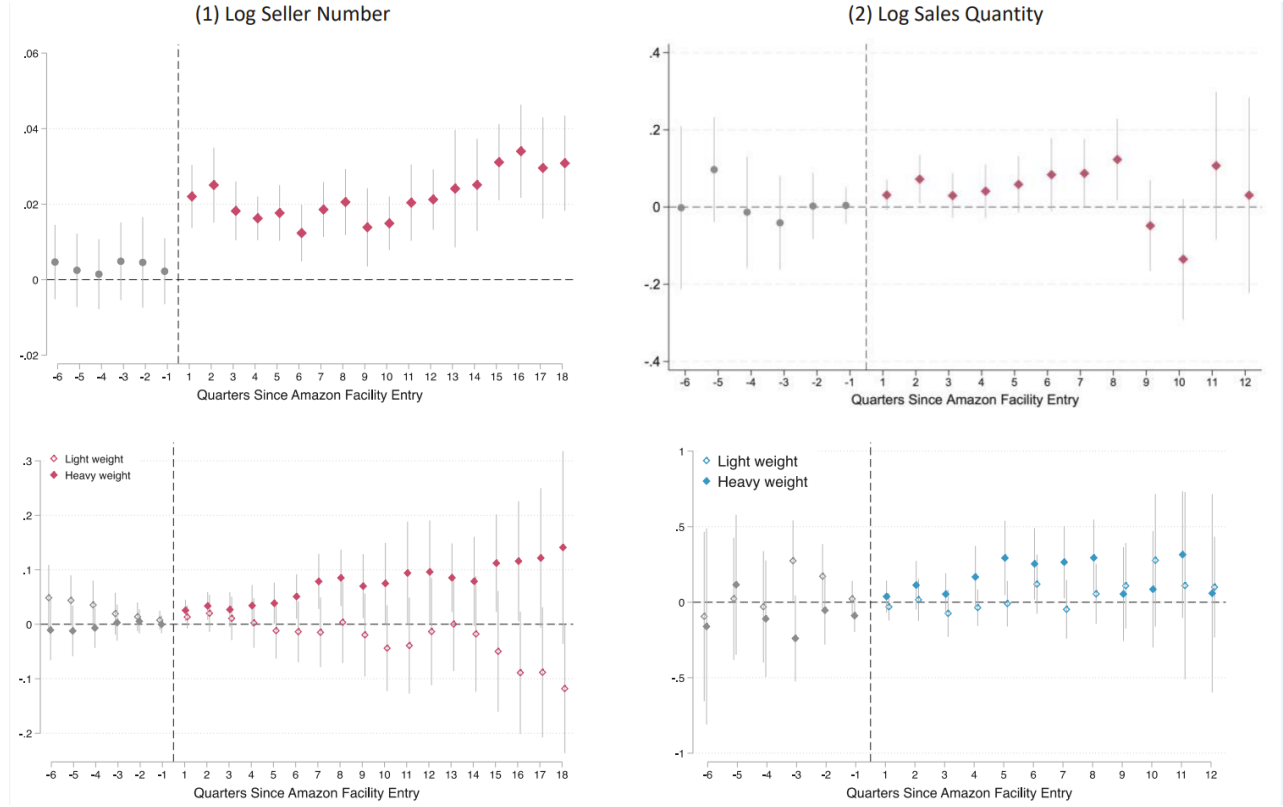 (1) Log Seller Number
.06
.04
.02
0
-.02
-6 -5 -4 -3 -2 -1 1 2 3 4 5 6 7 8 9 10 11 12 13 14 15 16 17 18
Quarters Since Amazon Facility Entry
(2) Log Sales Quantity
.4
.2
0
-.2
-.4
-6 -5 -4 -3 -2 -1 1 2 3 4 5 6 7 8 9 10 11 12
Quarters Since Amazon Facility Entry
Light weight
Heavy weight
.3
.2
.1
0
-.1
-.2
-6 -5 -4 -3 -2 -1 1 2 3 4 5 6 7 8 9 10 11 12 13 14 15 16 17 18
Quarters Since Amazon Facility Entry
Light weight
Heavy weight
1
.5
0
-.5
-1
-6 -5 -4 -3 -2 -1 1 2 3 4 5 6 7 8 9 10 11 12
Quarters Since Amazon Facility Entry